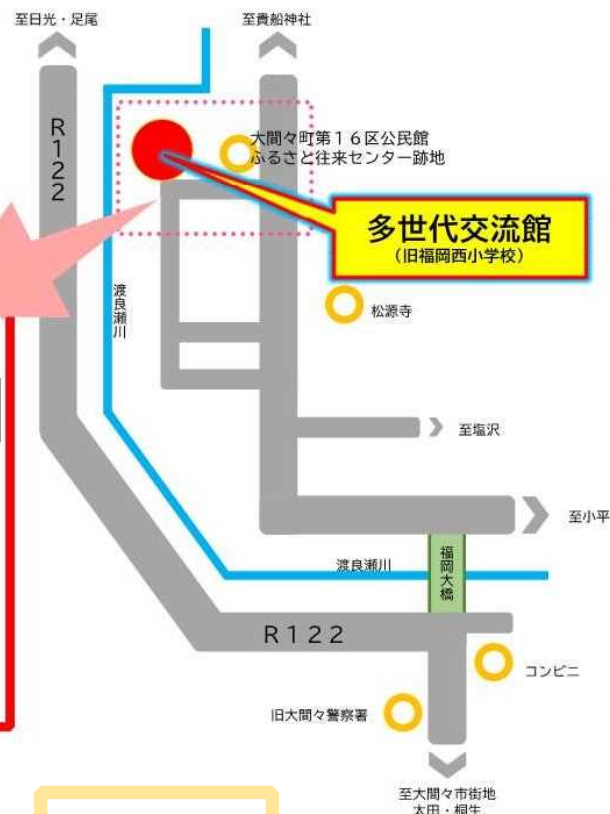 至日光・足尾
至貴船神社
R122
大間々町第16区公民館
ふるさと往来センター跡地
多世代交流館
(旧福岡西小学校)
渡良瀬川
松源寺
至塩沢
至小平
福岡大橋
渡良瀬川
R122
コンビニ
旧大間々警察署
至大間々市街地
太田・桐生